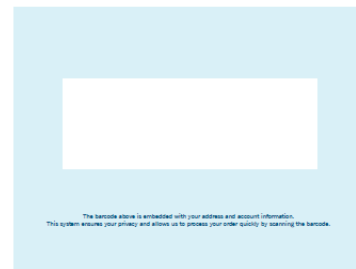 The barcode above is embedded with your address and account information.
This system ensures your privacy and allows us to process your order quickly by scanning the barcode.